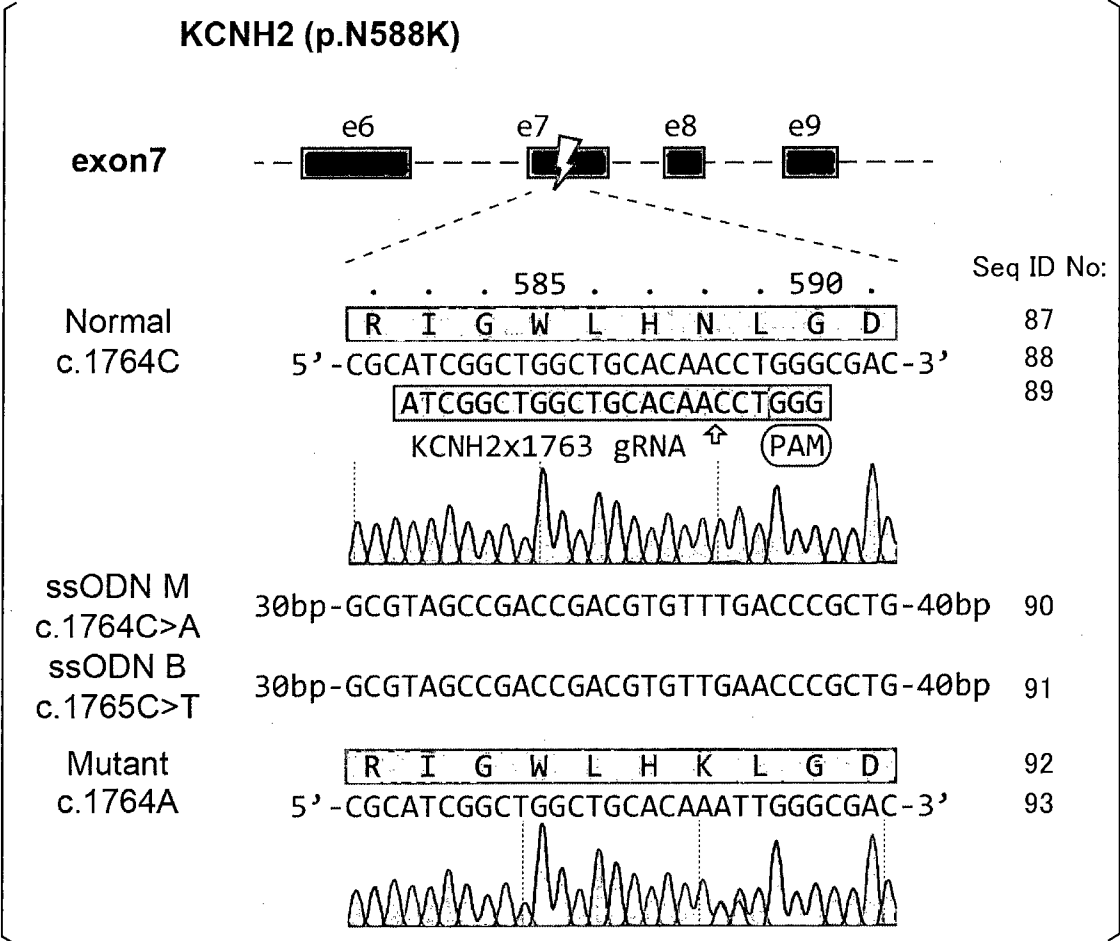 KCNH2 (p.N588K)
e6 e7 e8 e9
exon7
Seq ID No:
. . . 585 . . . . 590 .
Normal R I G W L H N L G D 87
c.1764C 5’-CGCATCGGCTGGCTGCACAACCTGGGCGAC-3’ 88
ATCGGCTGGCTGCACAACCTGGG 89
KCNH2x1763 gRNA PAM
ssODN M
c.1764C>A 30bp-GCGTAGCCGACCGACGTGTTTGACCCGCTG-40bp 90
ssODN B
c.1765C>T 30bp-GCGTAGCCGACCGACGTGTTGAACCCGCTG-40bp 91
Mutant R I G W L H K L G D 92
c.1764A 5’-CGCATCGGCTGGCTGCACAAATTGGGCGAC-3’ 93